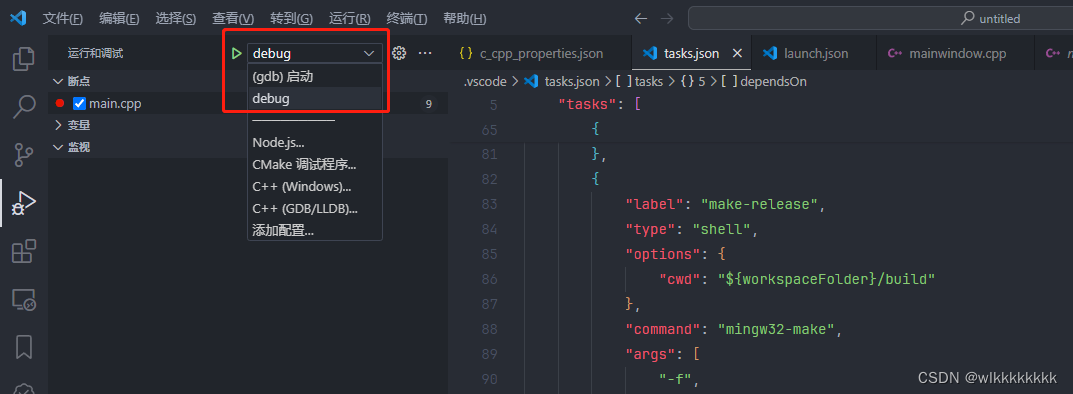 文件(F) 编辑(E) 选择(S) 查看(V) 转到(G) 运行(R) 终端(T) 帮助(H) untitled
运行和调试 debug
c_cpp_properties.json tasks.json launch.json mainwindow.cpp
(gdb) 启动
debug
Node.js...
CMake 调试程序...
C++ (Windows)...
C++ (GDB/LLDB)...
添加配置...
断点
main.cpp 9
变量
监视
.vscode > tasks.json > [ ] tasks > {} 5 > [ ] dependsOn
5 "tasks": [
65 {
81 },
82 {
83 "label": "make-release",
84 "type": "shell",
85 "options": {
86 "cwd": "${workspaceFolder}/build"
87 },
88 "command": "mingw32-make",
89 "args": [
90 "-f",
CSDN @wlkkkkkkkk